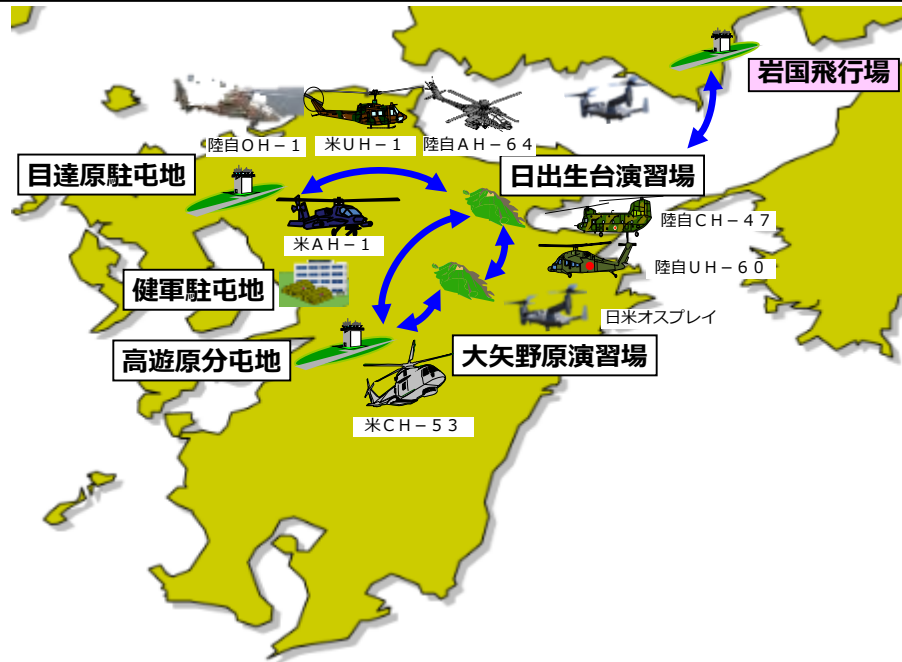 岩国飛行場
陸自OH－1
米UH－1
陸自AH－64
目達原駐屯地
日出生台演習場
陸自CH－47
米AH－1
陸自UH－60
健軍駐屯地
日米オスプレイ
高遊原分屯地
大矢野原演習場
米CH－53